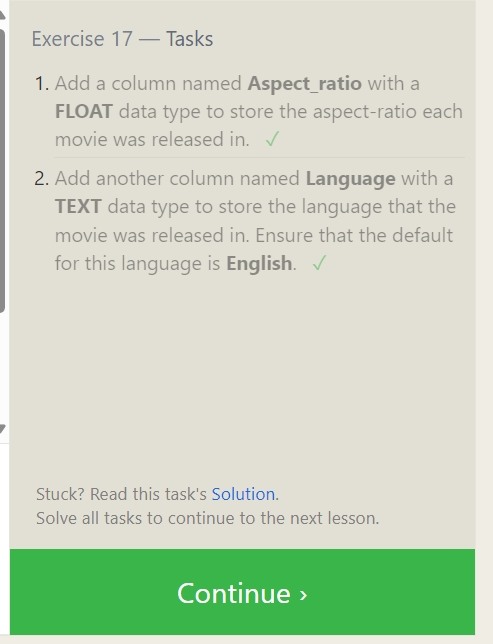 Exercise 17 — Tasks
1. Add a column named Aspect_ratio with a
FLOAT data type to store the aspect-ratio each
movie was released in. ✓
2. Add another column named Language with a
TEXT data type to store the language that the
movie was released in. Ensure that the default
for this language is English. ✓
Stuck? Read this task's Solution.
Solve all tasks to continue to the next lesson.
Continue ›